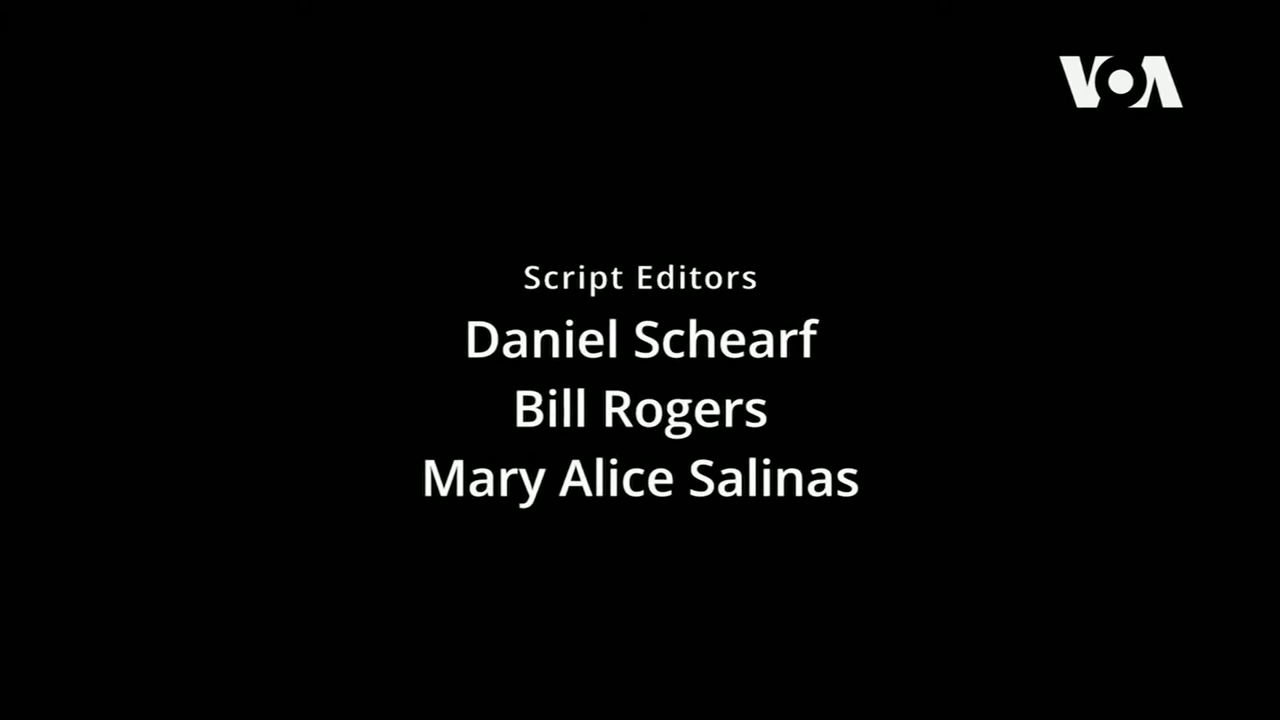 VOA
Script Editors
Daniel Schearf
Bill Rogers
Mary Alice Salinas